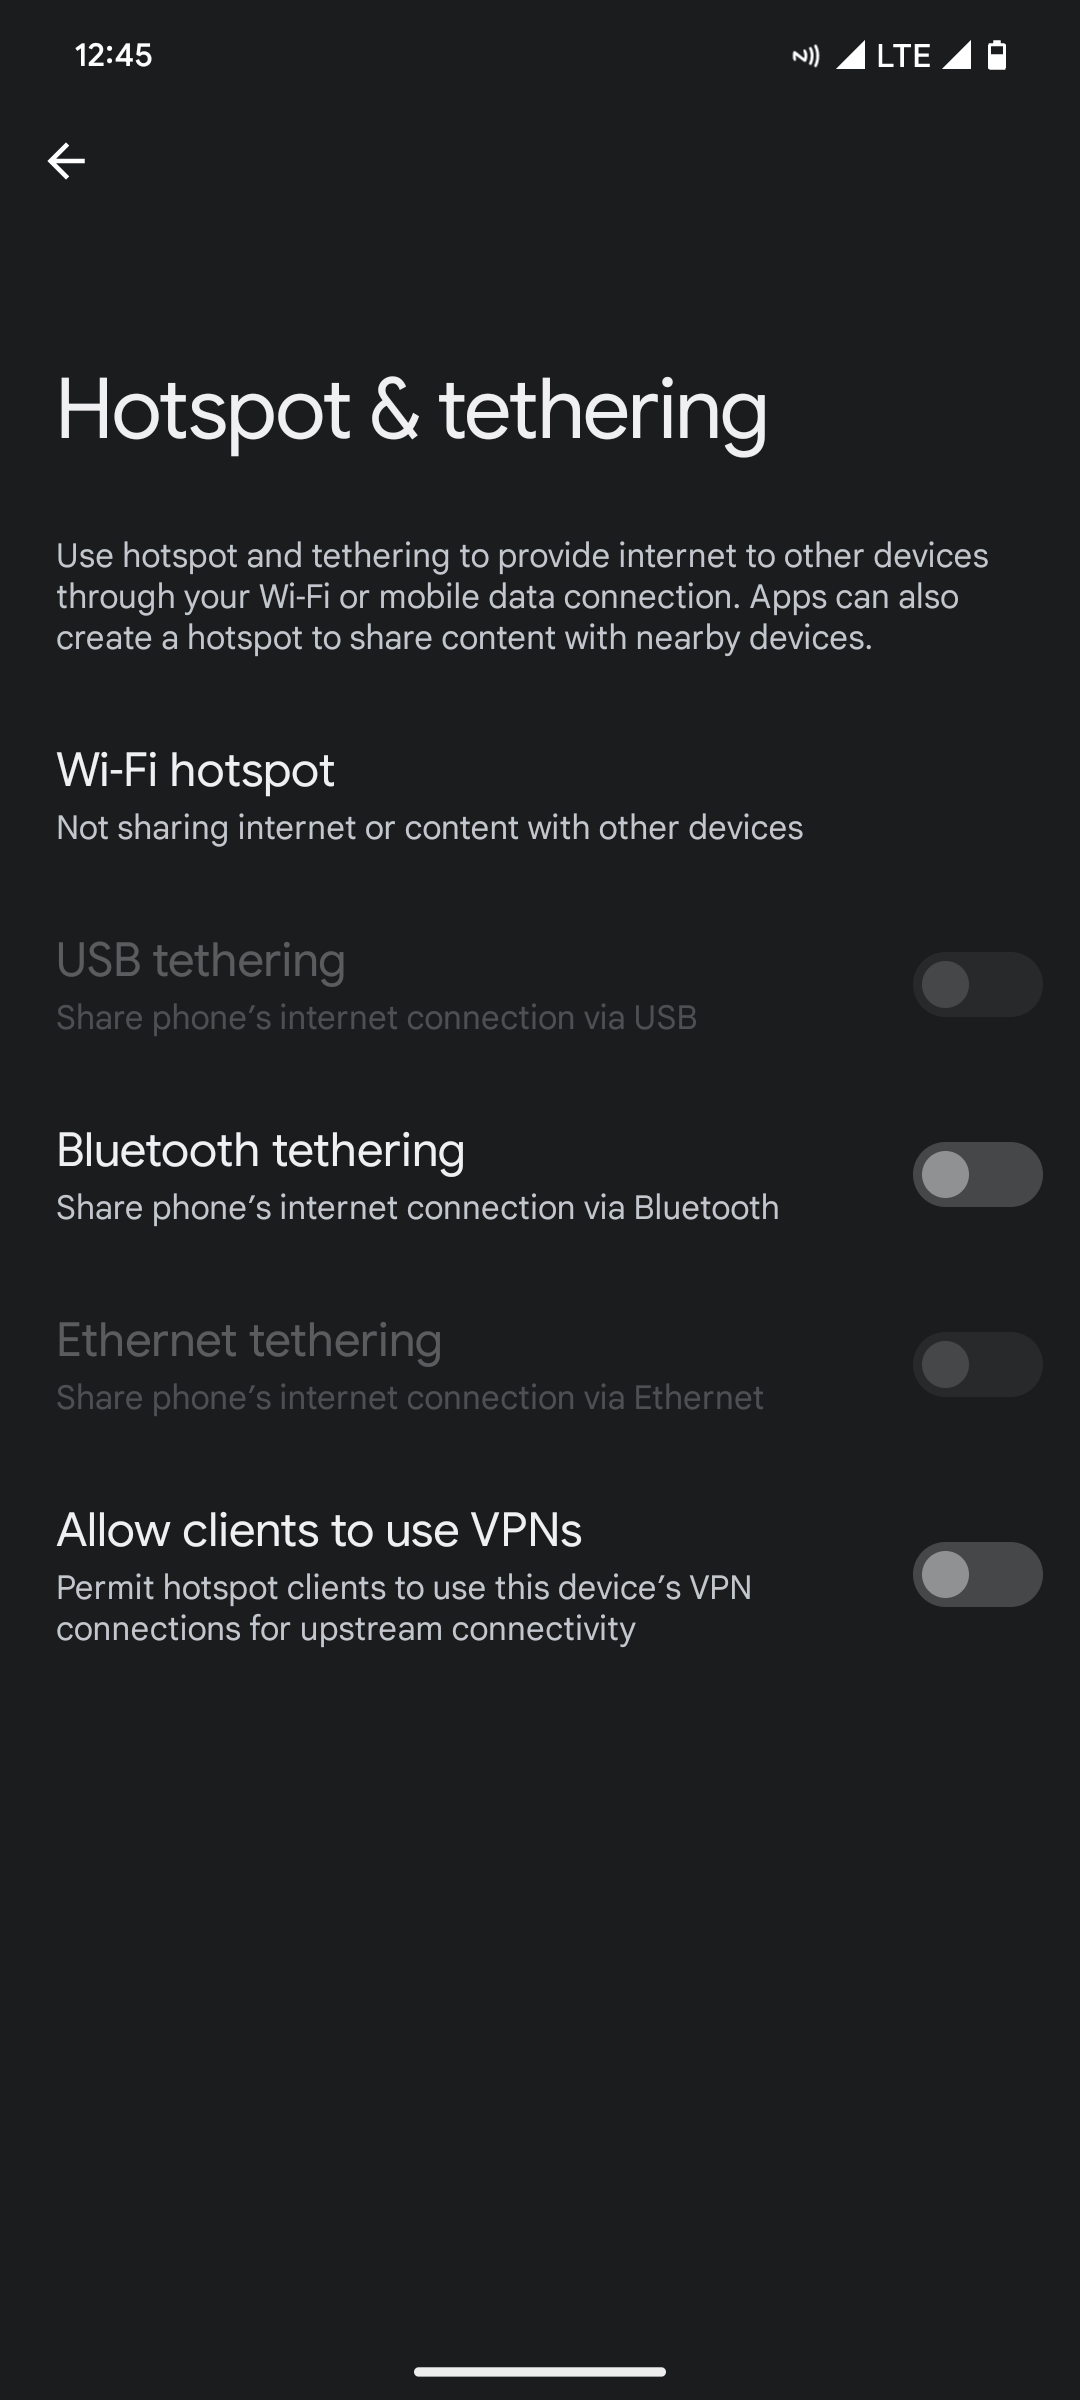 12:45
LTE
Hotspot & tethering
Use hotspot and tethering to provide internet to other devices
through your Wi-Fi or mobile data connection. Apps can also
create a hotspot to share content with nearby devices.
Wi-Fi hotspot
Not sharing internet or content with other devices
USB tethering
Share phone’s internet connection via USB
Bluetooth tethering
Share phone’s internet connection via Bluetooth
Ethernet tethering
Share phone’s internet connection via Ethernet
Allow clients to use VPNs
Permit hotspot clients to use this device’s VPN
connections for upstream connectivity